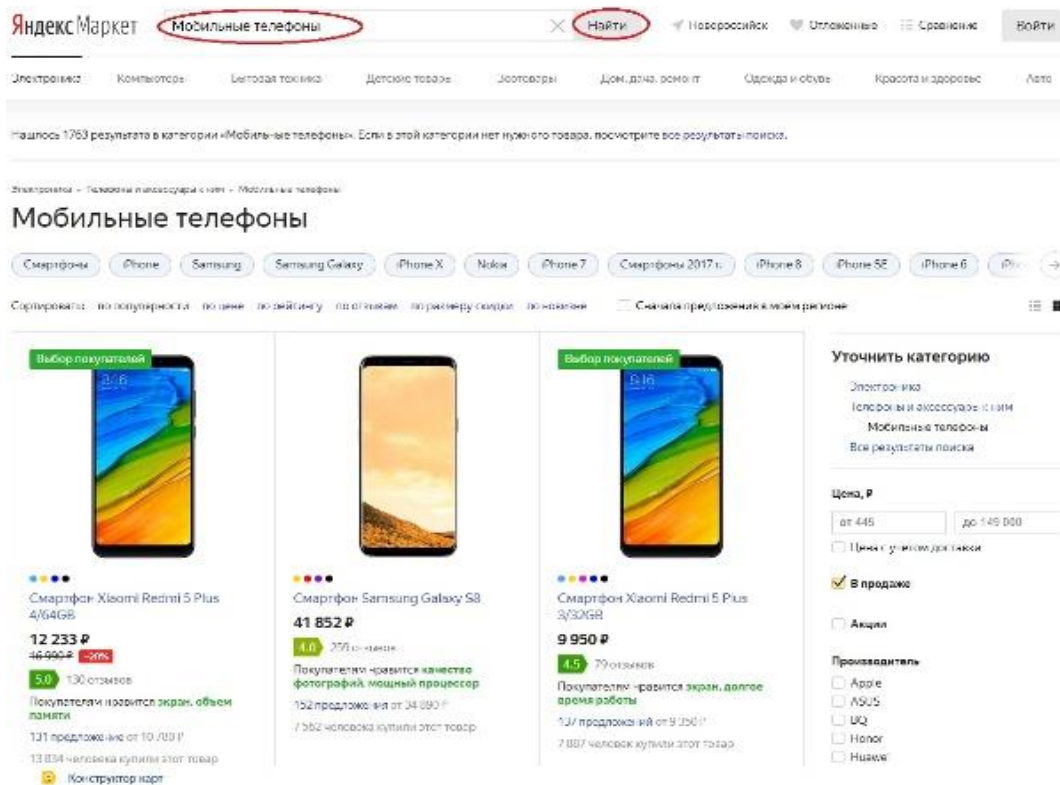 Яндекс Маркет Мобильные телефоны Найти Новороссийск Отложенные Сравнение Войти
Электроника Компьютеры Бытовая техника Детские товары Зоотовары Дом, дача, ремонт Одежда и обувь Красота и здоровье Авто
Нашлось 1763 результата в категории «Мобильные телефоны». Если в этой категории нет нужного товара, посмотрите все результаты поиска.
Электроника Телефоны и аксессуары к ним Мобильные телефоны
Мобильные телефоны
Смартфоны iPhone Samsung Samsung Galaxy iPhone X Nokia iPhone 7 Смартфоны 2017 г. iPhone 8 iPhone SE iPhone 6
Сортировать: по популярности по цене по рейтингу по отзывам по размеру скидки по новизне Сначала предложения в моём регионе
Выбор покупателей
Смартфон Xiaomi Redmi 5 Plus
4/64GB
12 233 ₽
16 990 ₽ -20%
5.0 130 отзывов
Покупателям нравится экран, объем
памяти
131 предложение от 10 780 ₽
13 834 человека купили этот товар
Конструктор карт
Смартфон Samsung Galaxy S8
41 852 ₽
4.0 259 отзывов
Покупателям нравится качество
фотографий, мощный процессор
152 предложения от 34 890 ₽
7 562 человека купили этот товар
Выбор покупателей
Смартфон Xiaomi Redmi 5 Plus
3/32GB
9 950 ₽
4.5 79 отзывов
Покупателям нравится экран, долгое
время работы
137 предложений от 9 350 ₽
7 887 человек купили этот товар
Уточнить категорию
Электроника
Телефоны и аксессуары к ним
Мобильные телефоны
Все результаты поиска
Цена, ₽
от 445 до 149 000
Цена с учетом доставки
В продаже
Акции
Производитель
Apple
ASUS
BQ
Honor
Huawei